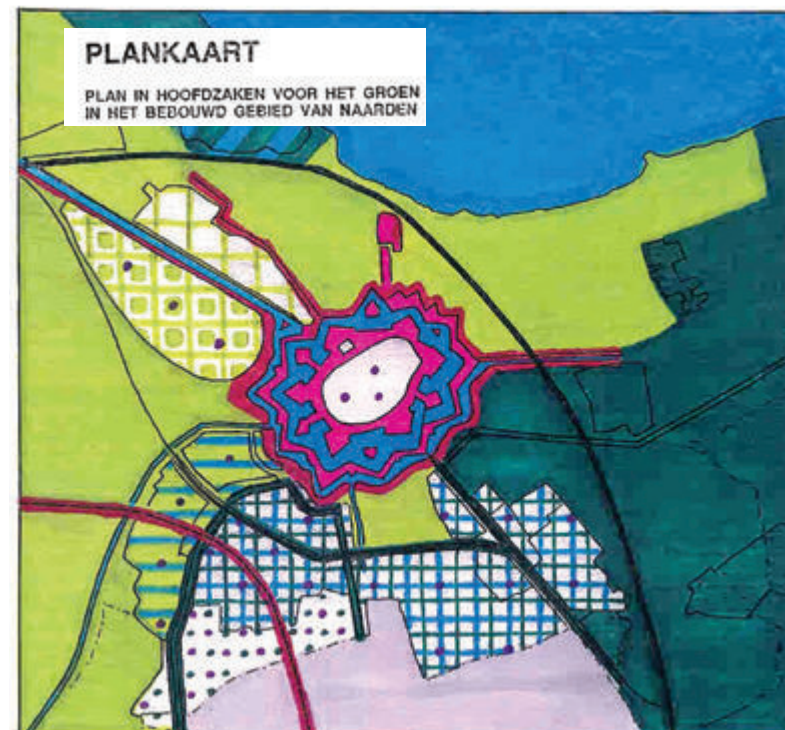 PLANKAART
PLAN IN HOOFDZAKEN VOOR HET GROEN
IN HET BEBOUWD GEBIED VAN NAARDEN